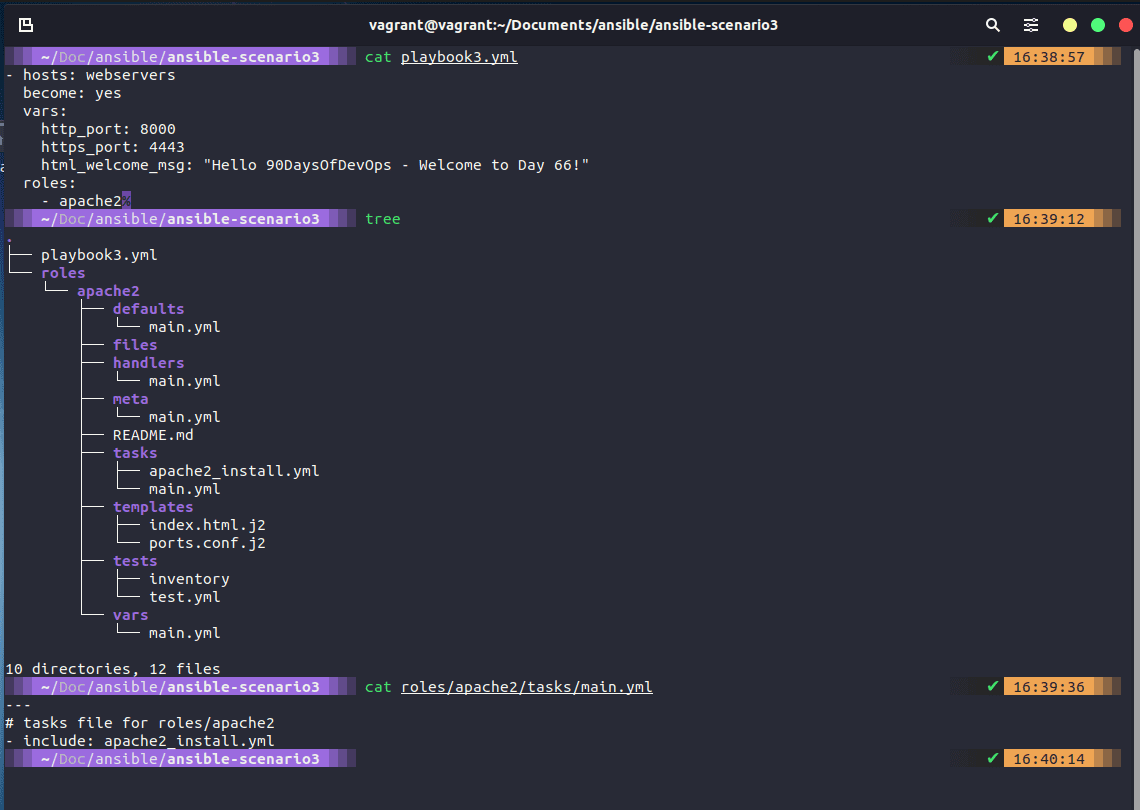 vagrant@vagrant:~/Documents/ansible/ansible-scenario3
~/Doc/ansible/ansible-scenario3 cat playbook3.yml ✔ 16:38:57
- hosts: webservers
  become: yes
  vars:
    http_port: 8000
    https_port: 4443
    html_welcome_msg: "Hello 90DaysOfDevOps - Welcome to Day 66!"
  roles:
    - apache2%
~/Doc/ansible/ansible-scenario3 tree ✔ 16:39:12
.
├── playbook3.yml
└── roles
    └── apache2
        ├── defaults
        │   └── main.yml
        ├── files
        ├── handlers
        │   └── main.yml
        ├── meta
        │   └── main.yml
        ├── README.md
        ├── tasks
        │   ├── apache2_install.yml
        │   └── main.yml
        ├── templates
        │   ├── index.html.j2
        │   └── ports.conf.j2
        ├── tests
        │   ├── inventory
        │   └── test.yml
        └── vars
            └── main.yml
10 directories, 12 files
~/Doc/ansible/ansible-scenario3 cat roles/apache2/tasks/main.yml ✔ 16:39:36
---
# tasks file for roles/apache2
- include: apache2_install.yml
~/Doc/ansible/ansible-scenario3 ✔ 16:40:14